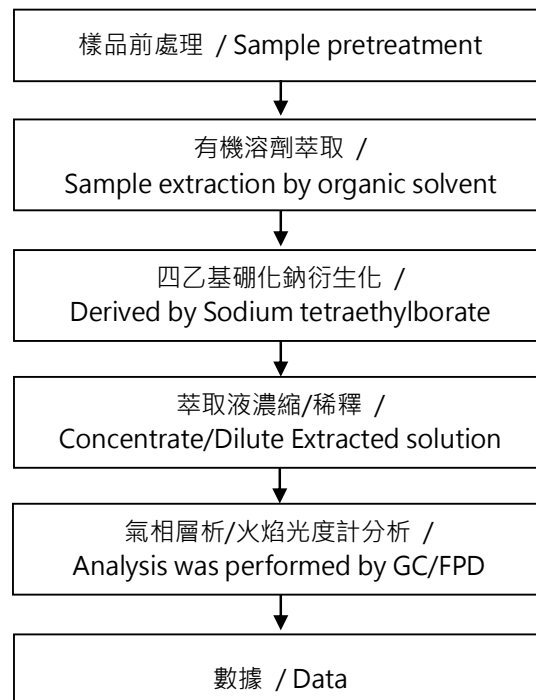 樣品前處理 / Sample pretreatment
有機溶劑萃取 /
Sample extraction by organic solvent
四乙基硼化鈉衍生化 /
Derived by Sodium tetraethylborate
萃取液濃縮/稀釋 /
Concentrate/Dilute Extracted solution
氣相層析/火焰光度計分析 /
Analysis was performed by GC/FPD
數據 / Data